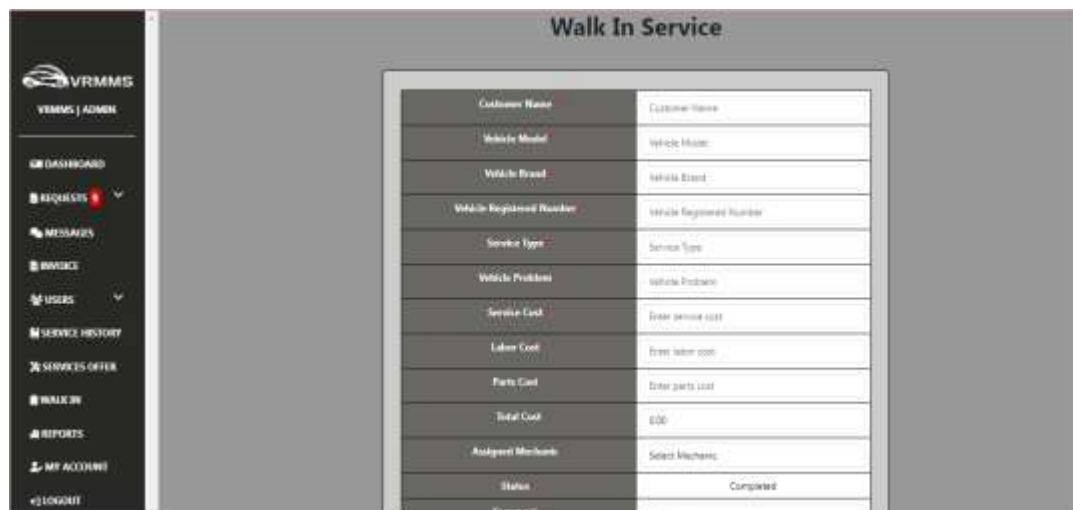 Walk In Service
VRMMS
VRMMS | ADMIN
DASHBOARD
REQUESTS
MESSAGES
INVOICE
USERS
SERVICE HISTORY
SERVICES OFFER
WALK IN
REPORTS
MY ACCOUNT
LOGOUT
Customer Name Customer Name
Vehicle Model Vehicle Model
Vehicle Brand Vehicle Brand
Vehicle Registered Number Vehicle Registered Number
Service Type Service Type
Vehicle Problem Vehicle Problem
Service Cost Enter service cost
Labor Cost Enter labor cost
Parts Cost Enter parts cost
Total Cost 0.00
Assigned Mechanic Select Mechanic
Status Completed